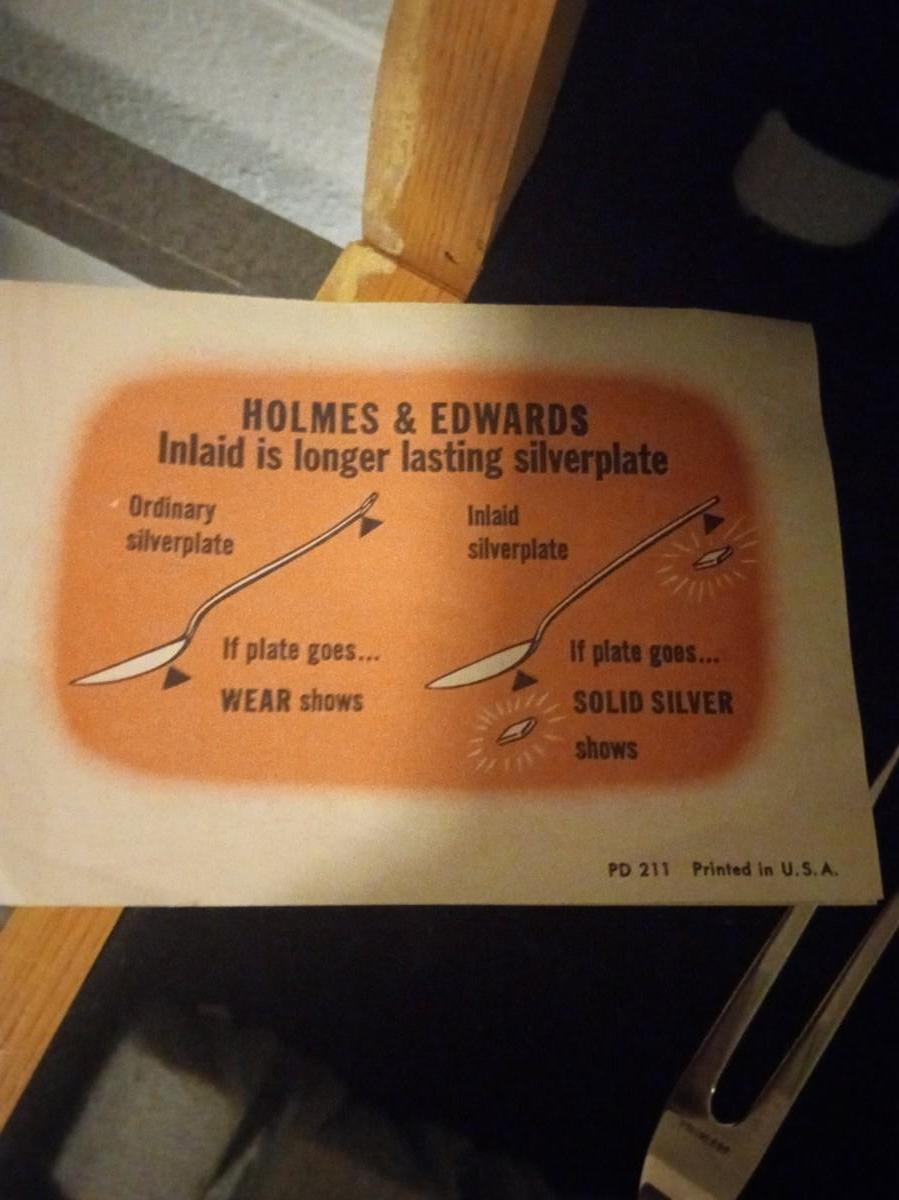 HOLMES & EDWARDS
Inlaid is longer lasting silverplate
Ordinary
silverplate
If plate goes...
WEAR shows
Inlaid
silverplate
If plate goes...
SOLID SILVER
shows
PD 211 Printed in U.S.A.